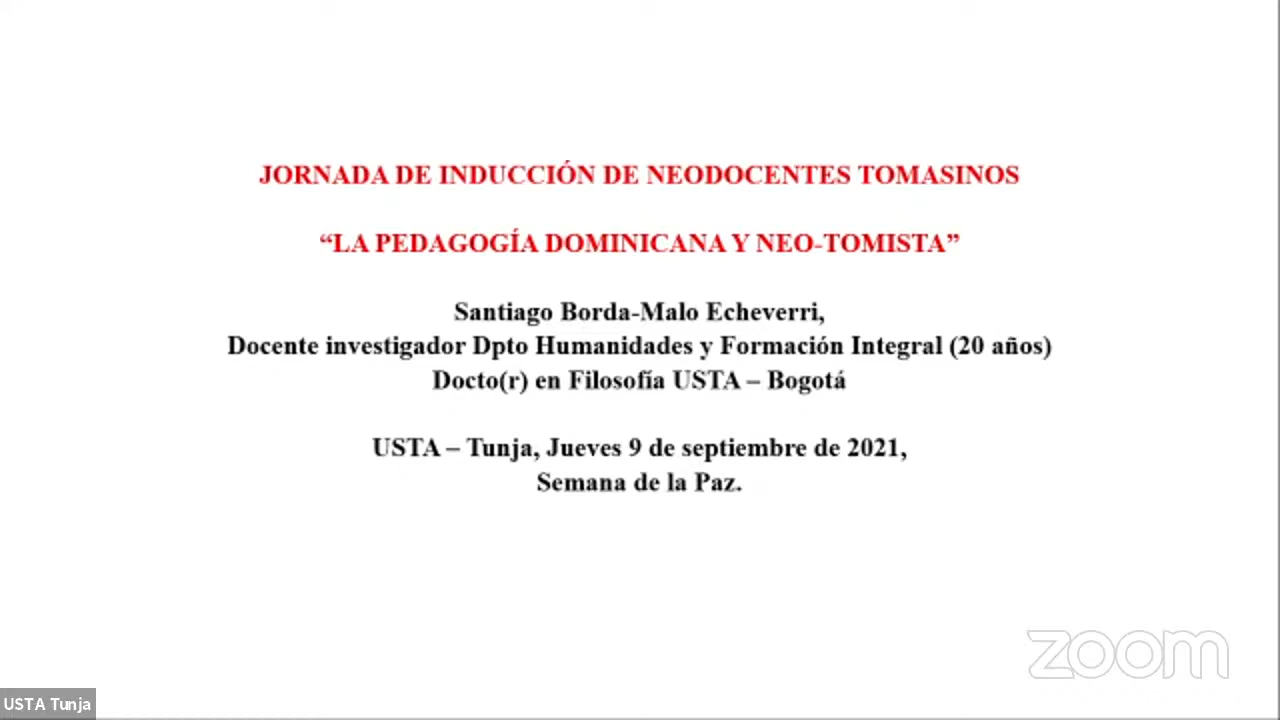 JORNADA DE INDUCCIÓN DE NEODOCENTES TOMASINOS
“LA PEDAGOGÍA DOMINICANA Y NEO-TOMISTA”
Santiago Borda-Malo Echeverri,
Docente investigador Dpto Humanidades y Formación Integral (20 años)
Docto(r) en Filosofía USTA – Bogotá
USTA – Tunja, Jueves 9 de septiembre de 2021,
Semana de la Paz.
zoom
USTA Tunja